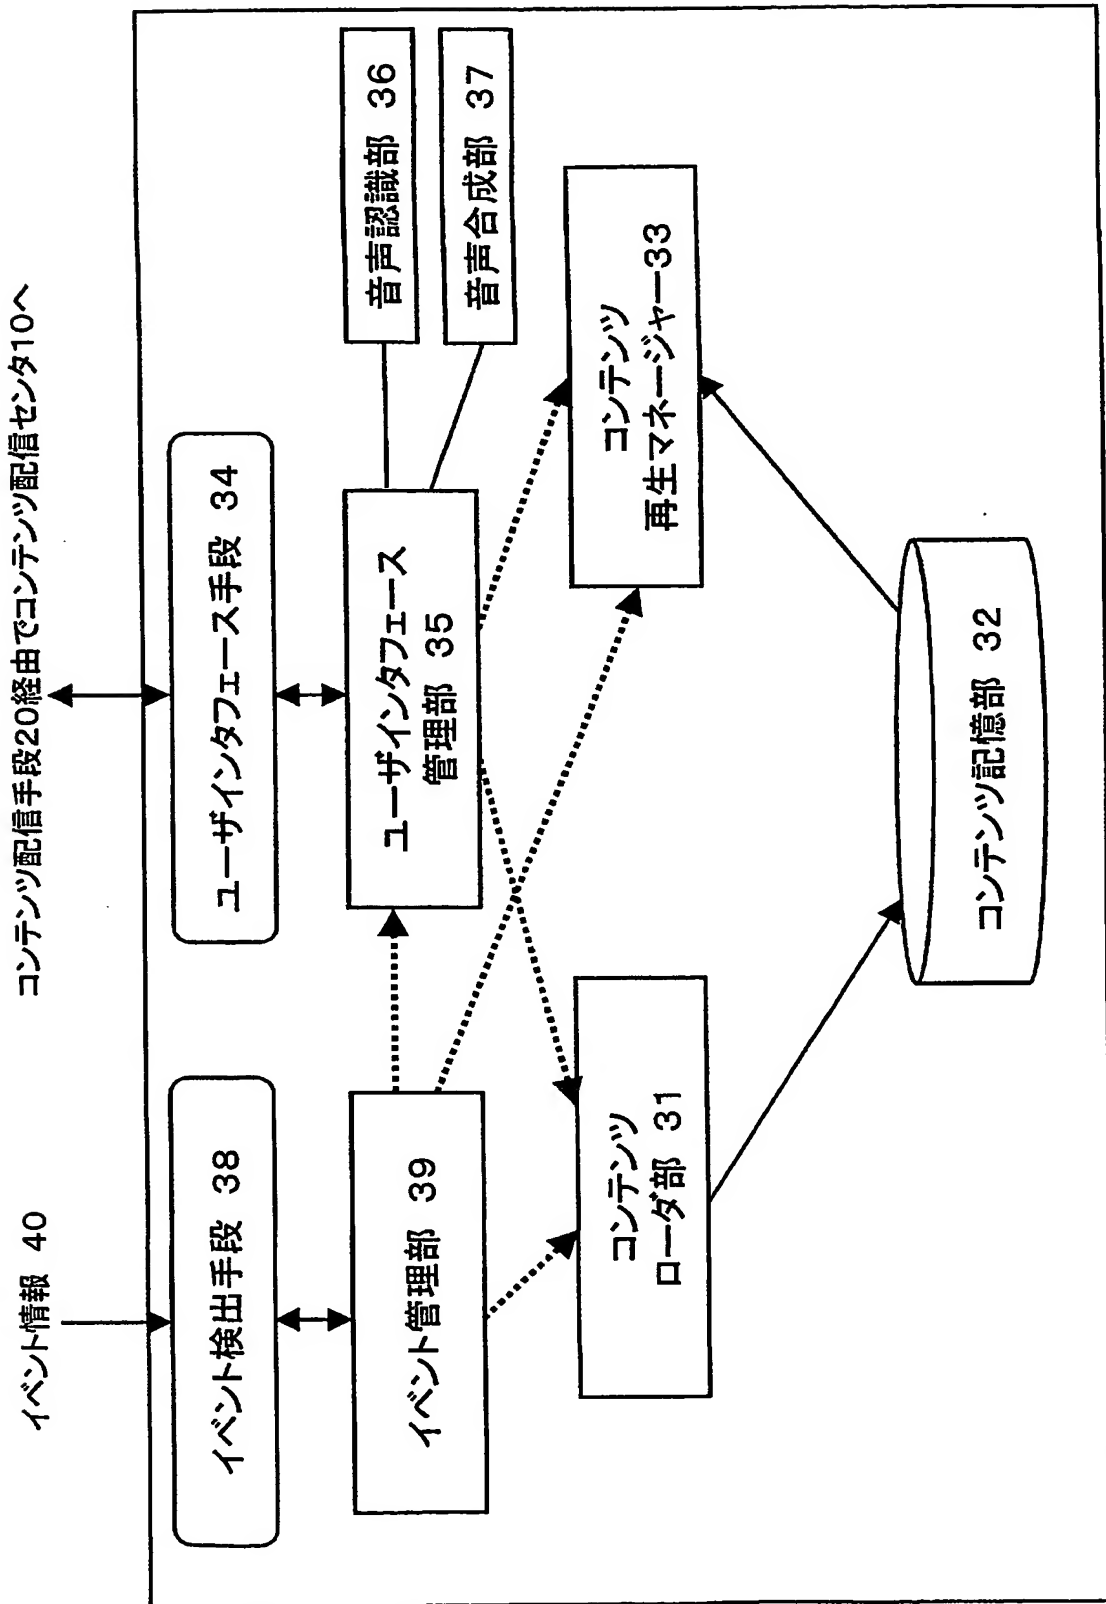 イベント情報 40
コンテンツ配信手段20経由でコンテンツ配信センタ10へ
イベント検出手段 38
ユーザインタフェース手段 34
イベント管理部 39
ユーザインタフェース
管理部 35
音声認識部 36
音声合成部 37
コンテンツ
ローダ部 31
コンテンツ
再生マネージャー33
コンテンツ記憶部 32